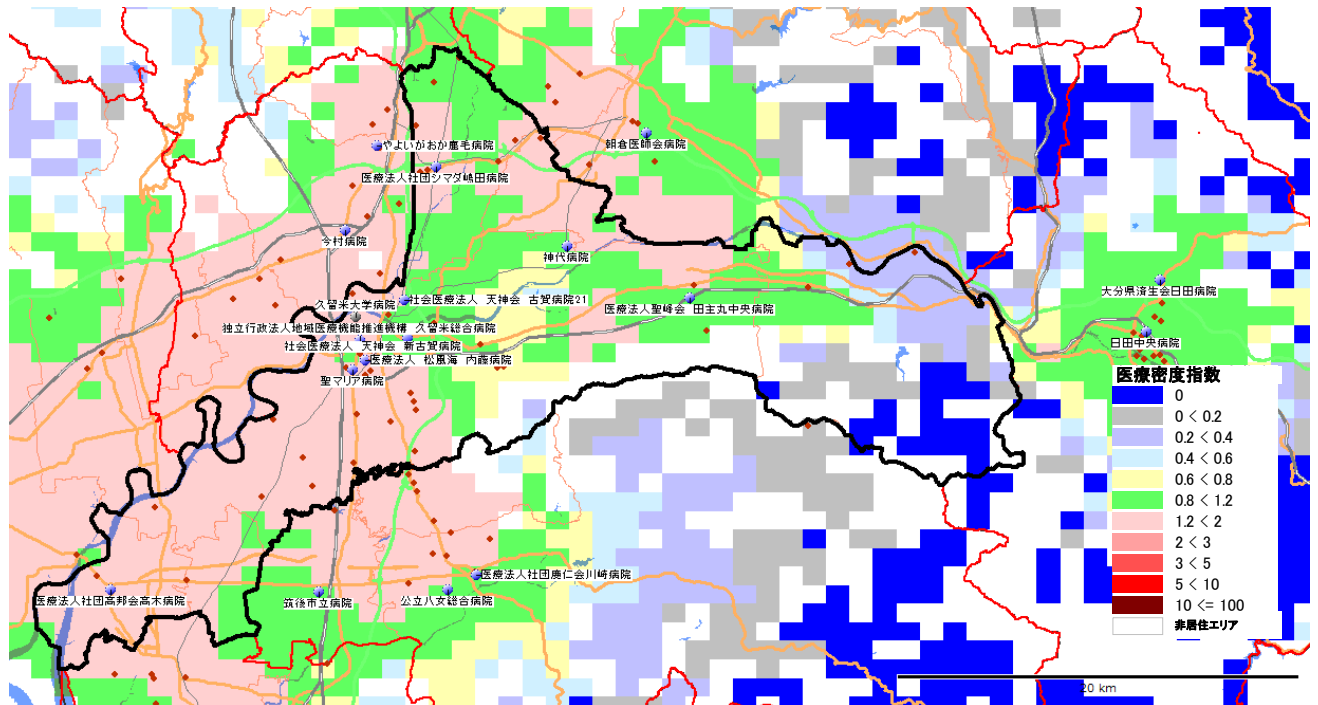 やよいがおか鹿毛病院
朝倉医師会病院
医療法人社団シマダ嶋田病院
今村病院
神代病院
大分県済生会日田病院
久留米大学病院
社会医療法人 天神会 古賀病院21
医療法人聖峰会 田主丸中央病院
独立行政法人地域医療機能推進機構 久留米総合病院
日田中央病院
社会医療法人 天神会 新古賀病院
医療法人 松風海 内藤病院
聖マリア病院
医療密度指数
0
0 < 0.2
0.2 < 0.4
0.4 < 0.6
0.6 < 0.8
0.8 < 1.2
1.2 < 2
2 < 3
3 < 5
5 < 10
10 <= 100
非居住エリア
医療法人社団慶仁会川崎病院
医療法人社団高邦会高木病院
筑後市立病院
公立八女総合病院
20 km